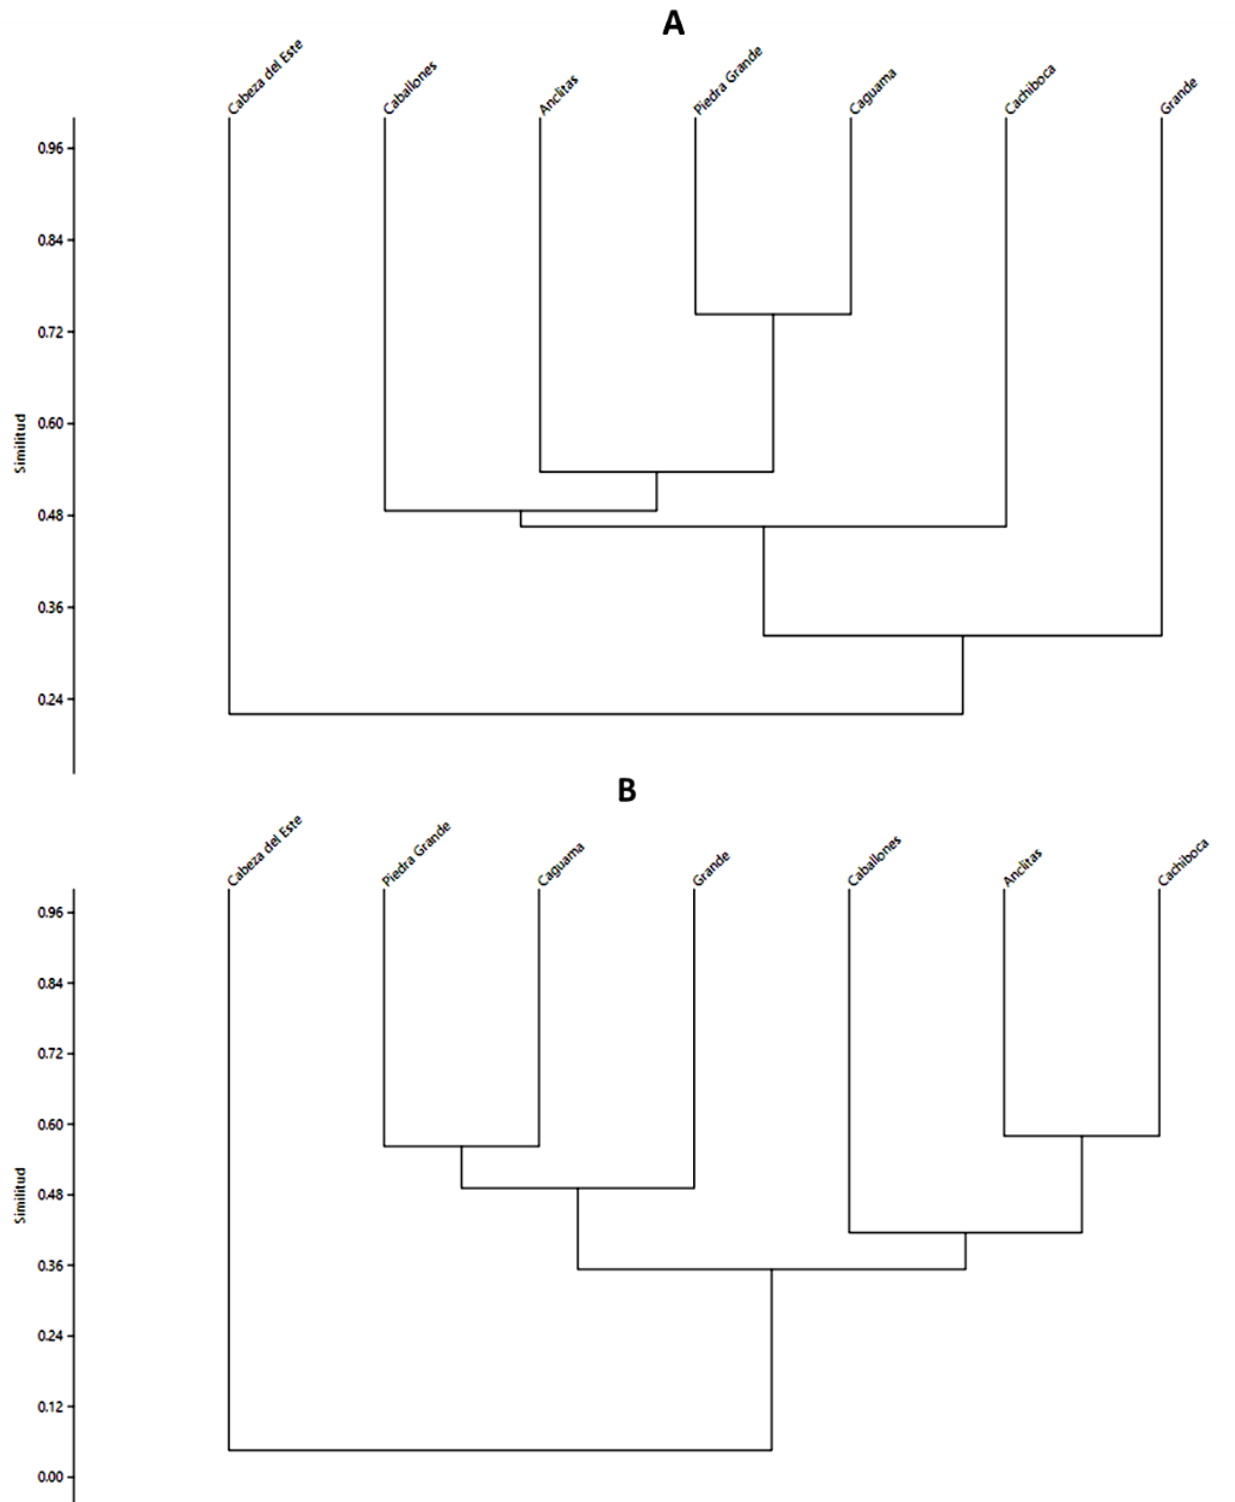 A
Cabeza del Este
Caballones
Anclitas
Piedra Grande
Caguama
Cachiboca
Grande
0.96
0.84
0.72
0.60
0.48
0.36
0.24
Similitud
B
Cabeza del Este
Piedra Grande
Caguama
Grande
Caballones
Anclitas
Cachiboca
0.96
0.84
0.72
0.60
0.48
0.36
0.24
0.12
0.00
Similitud